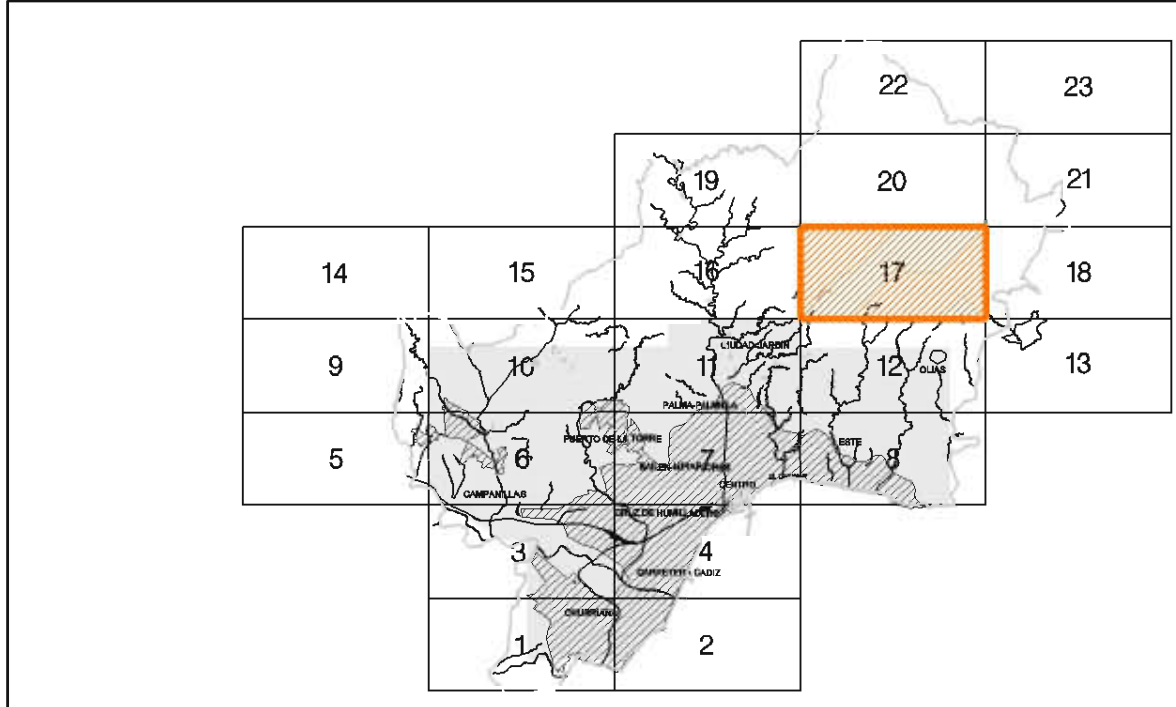 22
23
19
20
21
14
15
16
17
18
CIUDAD JARDIN
9
10
11
12
13
OLIAS
PALMA-PALMILLA
PUERTO DE LA TORRE
ESTE
5
6
7
8
CENTRO
CAMPANILLAS
CRUZ DE HUMILLADERO
3
4
CARRETERA CADIZ
CHURRIANA
1
2